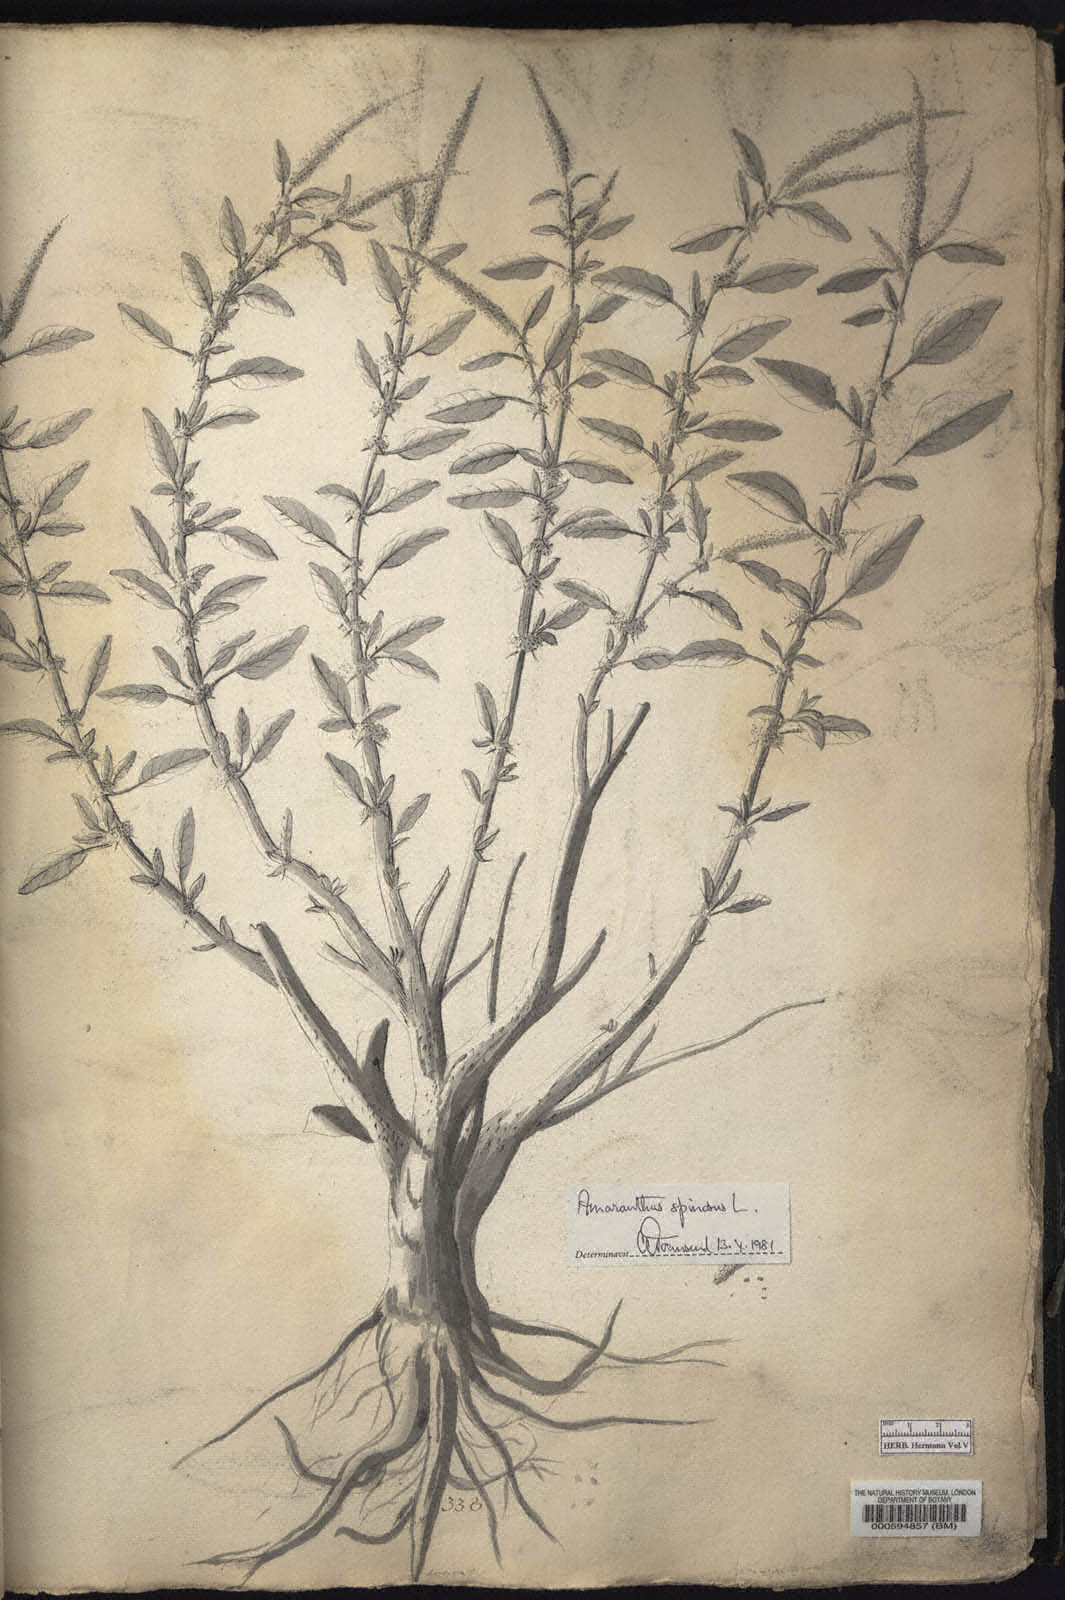 Amaranthus spinosus L.
Determinavit C Townsend 13. X. 1981
HERB. Hermann Vol. V
THE NATURAL HISTORY MUSEUM, LONDON
DEPARTMENT OF BOTANY
000594857 (BM)
338